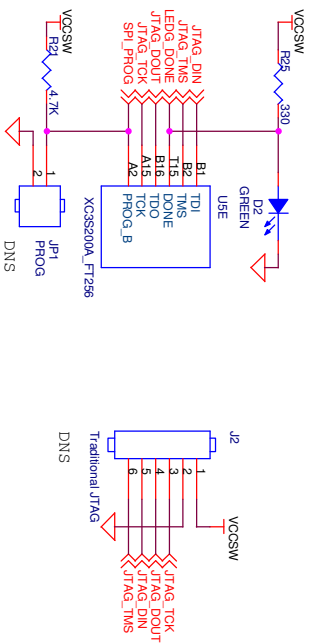 VCCSW
R25
330
D2
GREEN
U5E
JTAG_DIN B1 TDI
JTAG_TMS B2 TMS
LEDG_DONE T15 DONE
JTAG_DOUT B16 TDO
JTAG_TCK A15 TCK
SPI_PROG A2 PROG_B
XC3S200A_FT256
VCCSW
R21
4.7K
1
2
JP1
PROG
DNS
J2
VCCSW
1
2
3 JTAG_TCK
4 JTAG_DOUT
5 JTAG_DIN
6 JTAG_TMS
Traditional JTAG
DNS